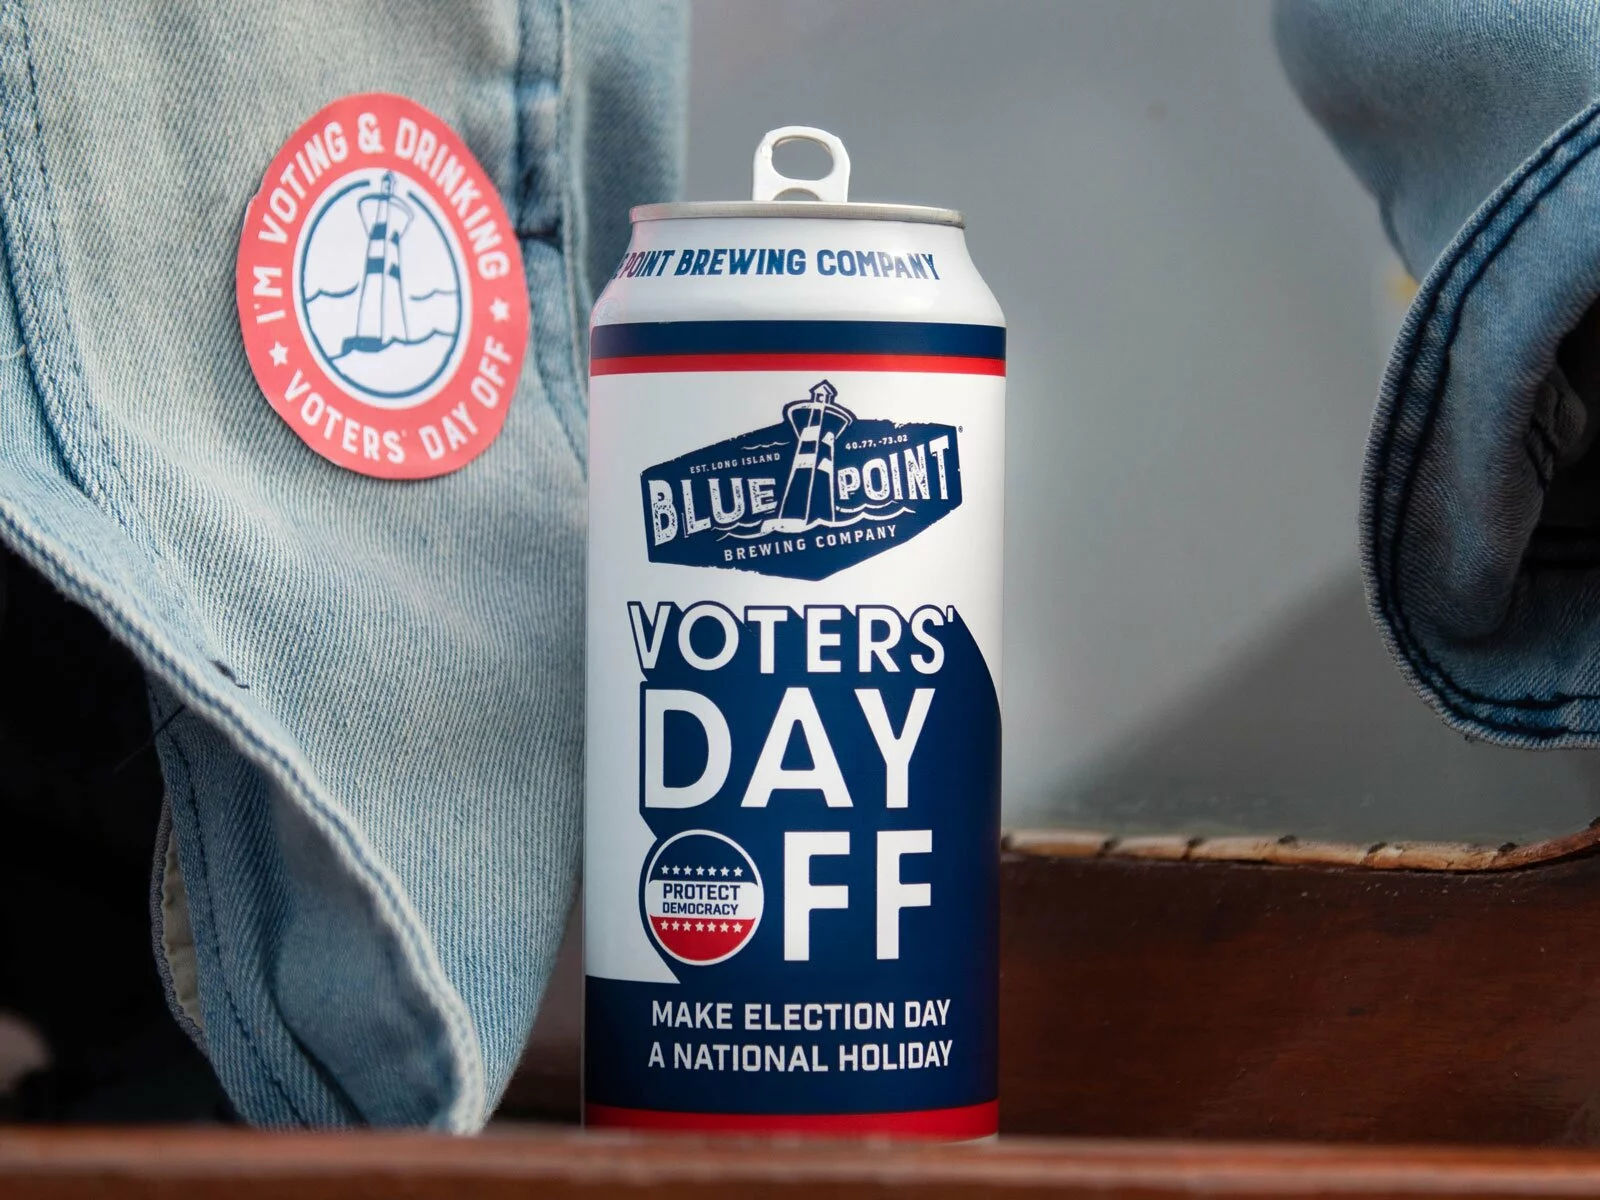 I'M VOTING & DRINKING
★ VOTERS' DAY OFF ★
POINT BREWING COMPANY
EST. LONG ISLAND
40.77, -73.02
BLUE POINT
®
BREWING COMPANY
VOTERS'
DAY
OFF
PROTECT
DEMOCRACY
MAKE ELECTION DAY
A NATIONAL HOLIDAY